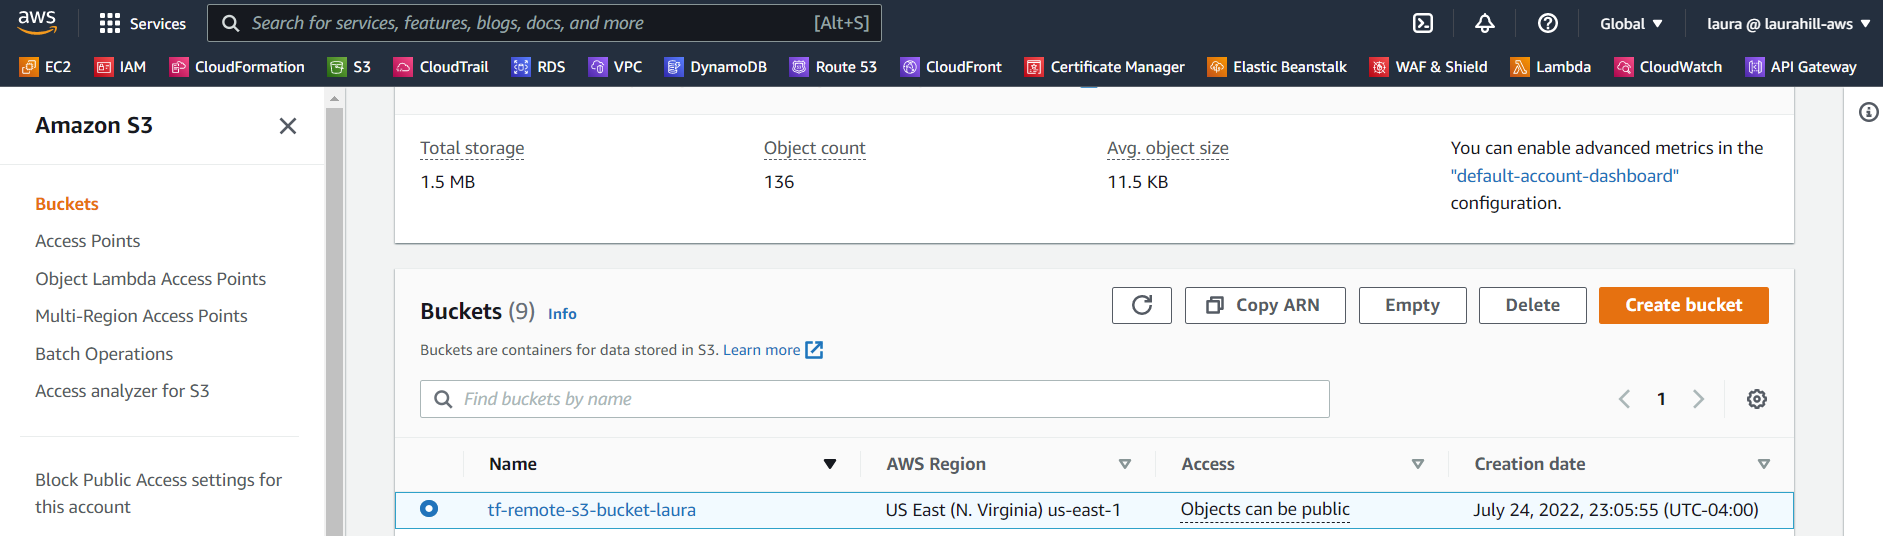 aws Services Search for services, features, blogs, docs, and more [Alt+S] Global ▼ laura @ laurahill-aws ▼
EC2 IAM CloudFormation S3 CloudTrail RDS VPC DynamoDB Route 53 CloudFront Certificate Manager Elastic Beanstalk WAF & Shield Lambda CloudWatch API Gateway
Amazon S3
Buckets
Access Points
Object Lambda Access Points
Multi-Region Access Points
Batch Operations
Access analyzer for S3
Block Public Access settings for
this account
Total storage
1.5 MB
Object count
136
Avg. object size
11.5 KB
You can enable advanced metrics in the
"default-account-dashboard"
configuration.
Buckets (9) Info
Copy ARN Empty Delete Create bucket
Buckets are containers for data stored in S3. Learn more
Find buckets by name
1
Name AWS Region Access Creation date
tf-remote-s3-bucket-laura US East (N. Virginia) us-east-1 Objects can be public July 24, 2022, 23:05:55 (UTC-04:00)